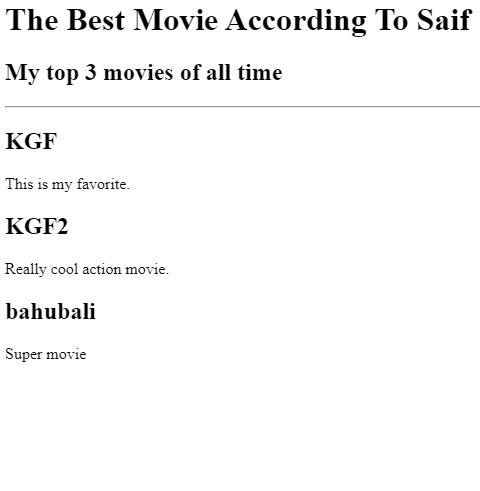 The Best Movie According To Saif
My top 3 movies of all time
KGF
This is my favorite.
KGF2
Really cool action movie.
bahubali
Super movie